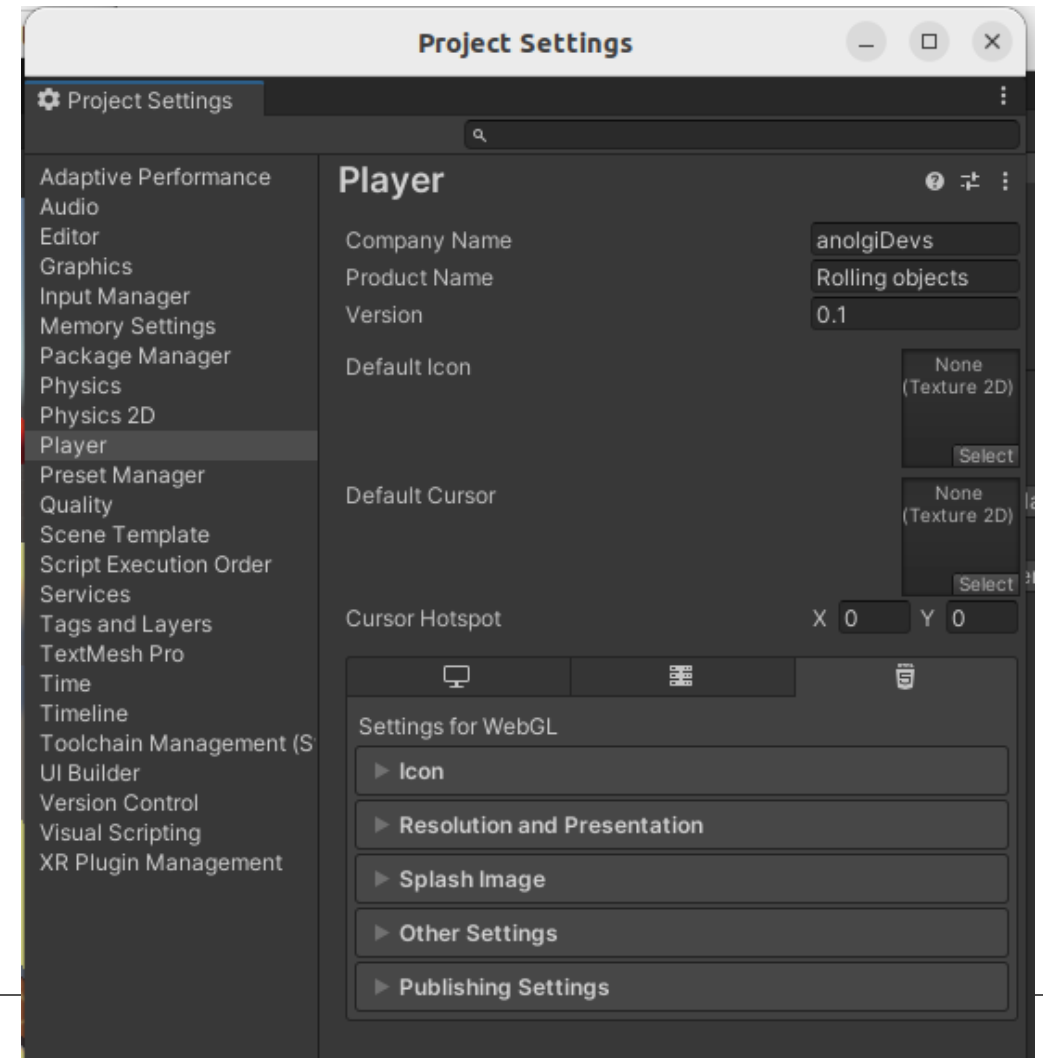 Project Settings
Project Settings
Adaptive Performance
Audio
Editor
Graphics
Input Manager
Memory Settings
Package Manager
Physics
Physics 2D
Player
Preset Manager
Quality
Scene Template
Script Execution Order
Services
Tags and Layers
TextMesh Pro
Time
Timeline
Toolchain Management (S
UI Builder
Version Control
Visual Scripting
XR Plugin Management
Player
Company Name anolgiDevs
Product Name Rolling objects
Version 0.1
Default Icon
None
(Texture 2D)
Select
Default Cursor
None
(Texture 2D)
Select
Cursor Hotspot X 0 Y 0
Settings for WebGL
Icon
Resolution and Presentation
Splash Image
Other Settings
Publishing Settings